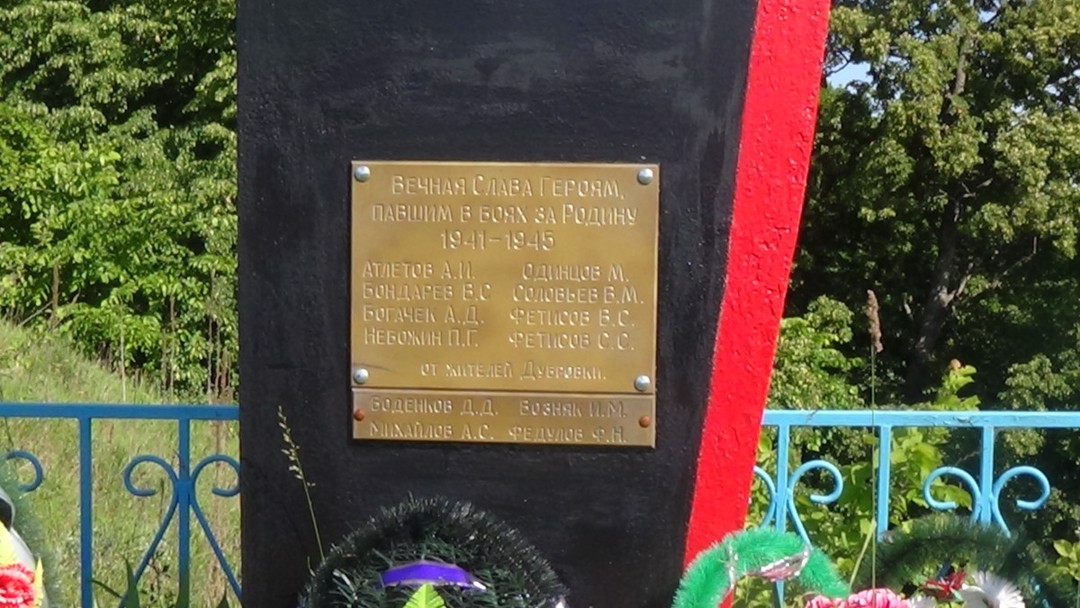 Вечная Слава Героям,
павшим в боях за Родину
1941-1945
Атлетов А.И. Одинцов М.
Бондарев В.С Соловьев В.М.
Богачек А.Д. Фетисов В.С.
Небожин П.Г. Фетисов С.С.
от жителей Дубровки.
Боденков Д.Д. Возняк И.М.
Михайлов А.С. Федулов Ф.Н.